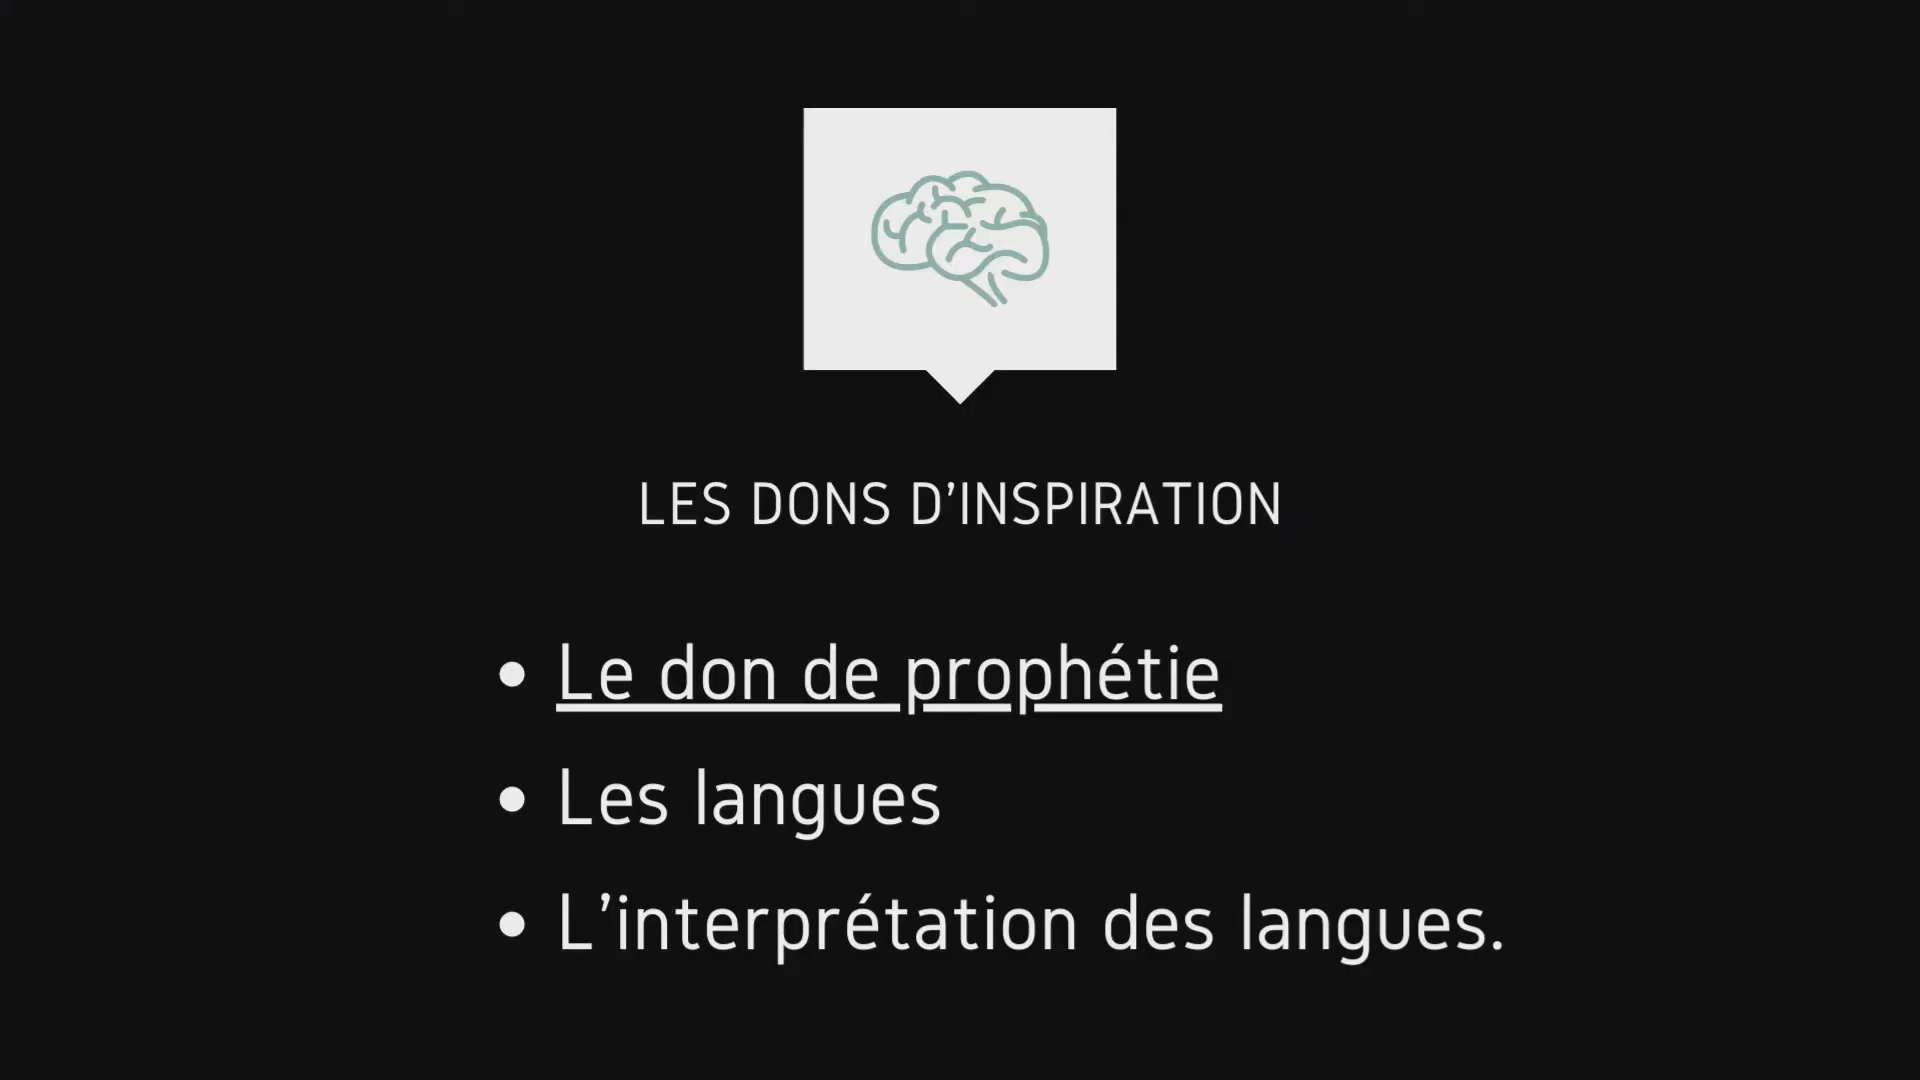 LES DONS D’INSPIRATION
• Le don de prophétie
• Les langues
• L’interprétation des langues.